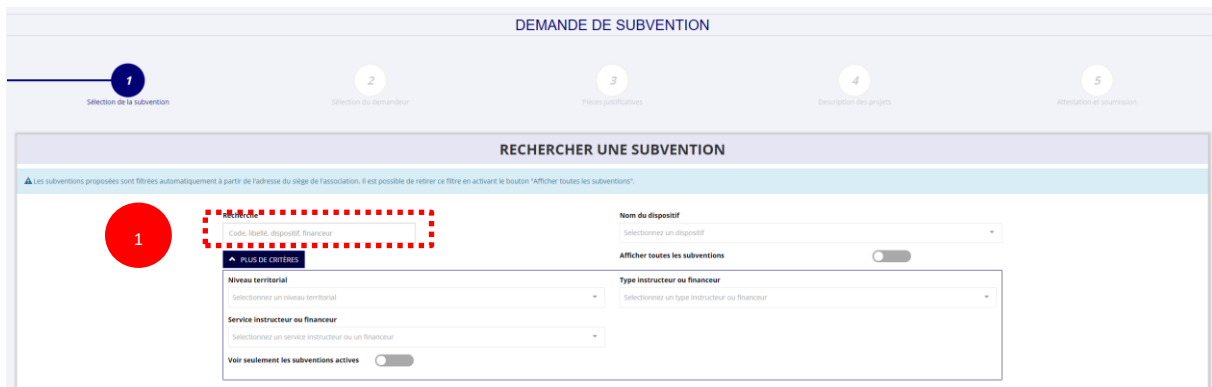 DEMANDE DE SUBVENTION
1 2 3 4 5
Sélection de la subvention Sélection du demandeur Pièces justificatives Description des projets Attestation et soumission
RECHERCHER UNE SUBVENTION
Les subventions proposées sont filtrées automatiquement à partir de l'adresse du siège de l'association. Il est possible de retirer ce filtre en activant le bouton "Afficher toutes les subventions".
1
Recherche
Code, libellé, dispositif, financeur
Nom du dispositif
Selectionnez un dispositif
PLUS DE CRITÈRES
Afficher toutes les subventions
Niveau territorial
Selectionnez un niveau territorial
Type instructeur ou financeur
Selectionnez un type instructeur ou financeur
Service instructeur ou financeur
Selectionnez un service instructeur ou un financeur
Voir seulement les subventions actives